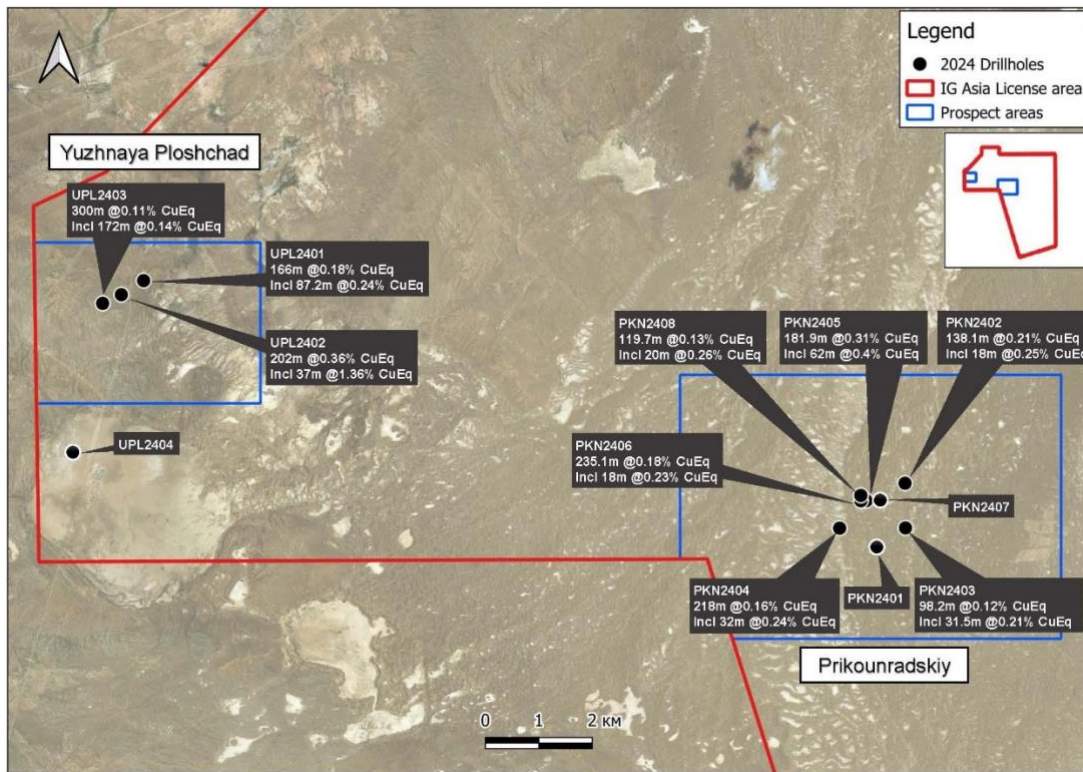 Legend
2024 Drillholes
IG Asia License area
Prospect areas
Yuzhnaya Ploshchad
UPL2403
300m @0.11% CuEq
Incl 172m @0.14% CuEq
UPL2401
166m @0.18% CuEq
Incl 87.2m @0.24% CuEq
UPL2402
202m @0.36% CuEq
Incl 37m @1.36% CuEq
UPL2404
PKN2408
119.7m @0.13% CuEq
Incl 20m @0.26% CuEq
PKN2405
181.9m @0.31% CuEq
Incl 62m @0.4% CuEq
PKN2402
138.1m @0.21% CuEq
Incl 18m @0.25% CuEq
PKN2406
235.1m @0.18% CuEq
Incl 18m @0.23% CuEq
PKN2407
PKN2404
218m @0.16% CuEq
Incl 32m @0.24% CuEq
PKN2401
PKN2403
98.2m @0.12% CuEq
Incl 31.5m @0.21% CuEq
Prikounradskiy
0 1 2 км